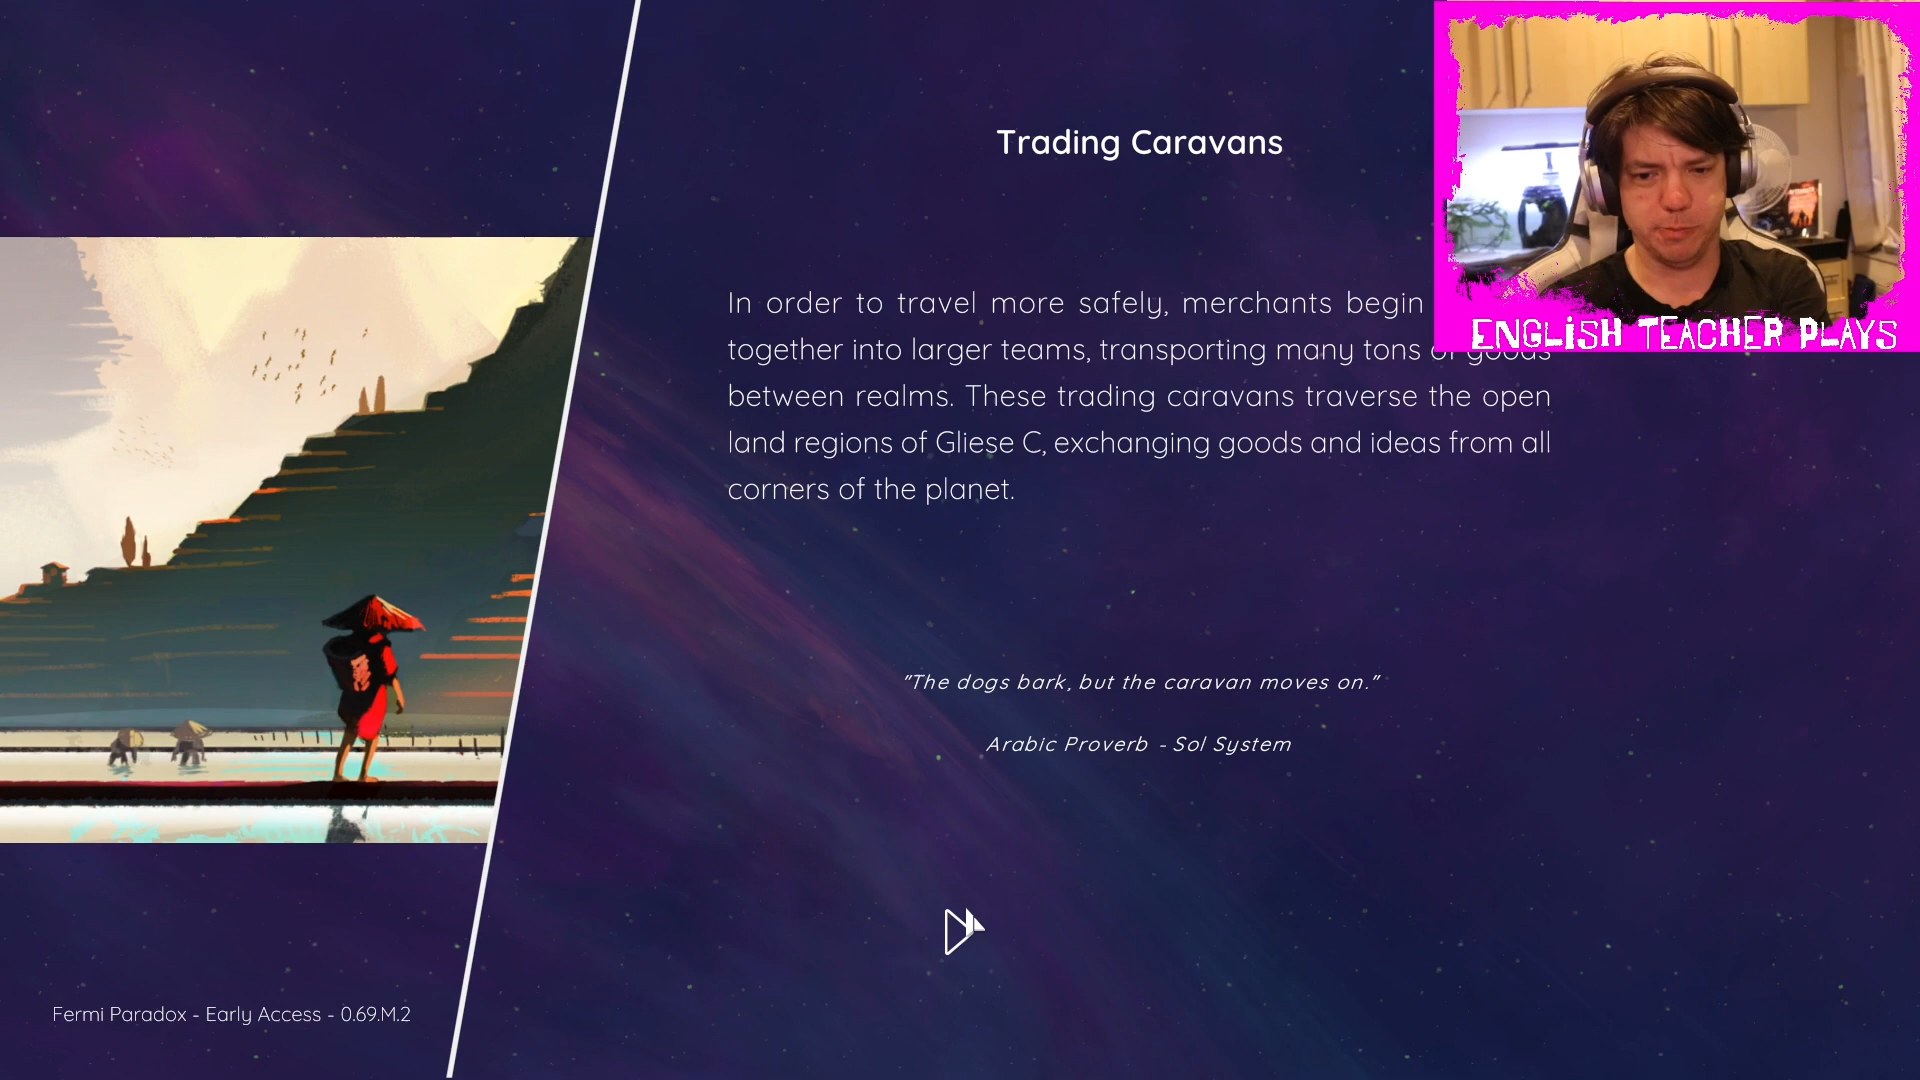 Trading Caravans
In order to travel more safely, merchants begin
together into larger teams, transporting many tons of goods
between realms. These trading caravans traverse the open
land regions of Gliese C, exchanging goods and ideas from all
corners of the planet.
"The dogs bark, but the caravan moves on."
Arabic Proverb - Sol System
Fermi Paradox - Early Access - 0.69.M.2
ENGLISH TEACHER PLAYS